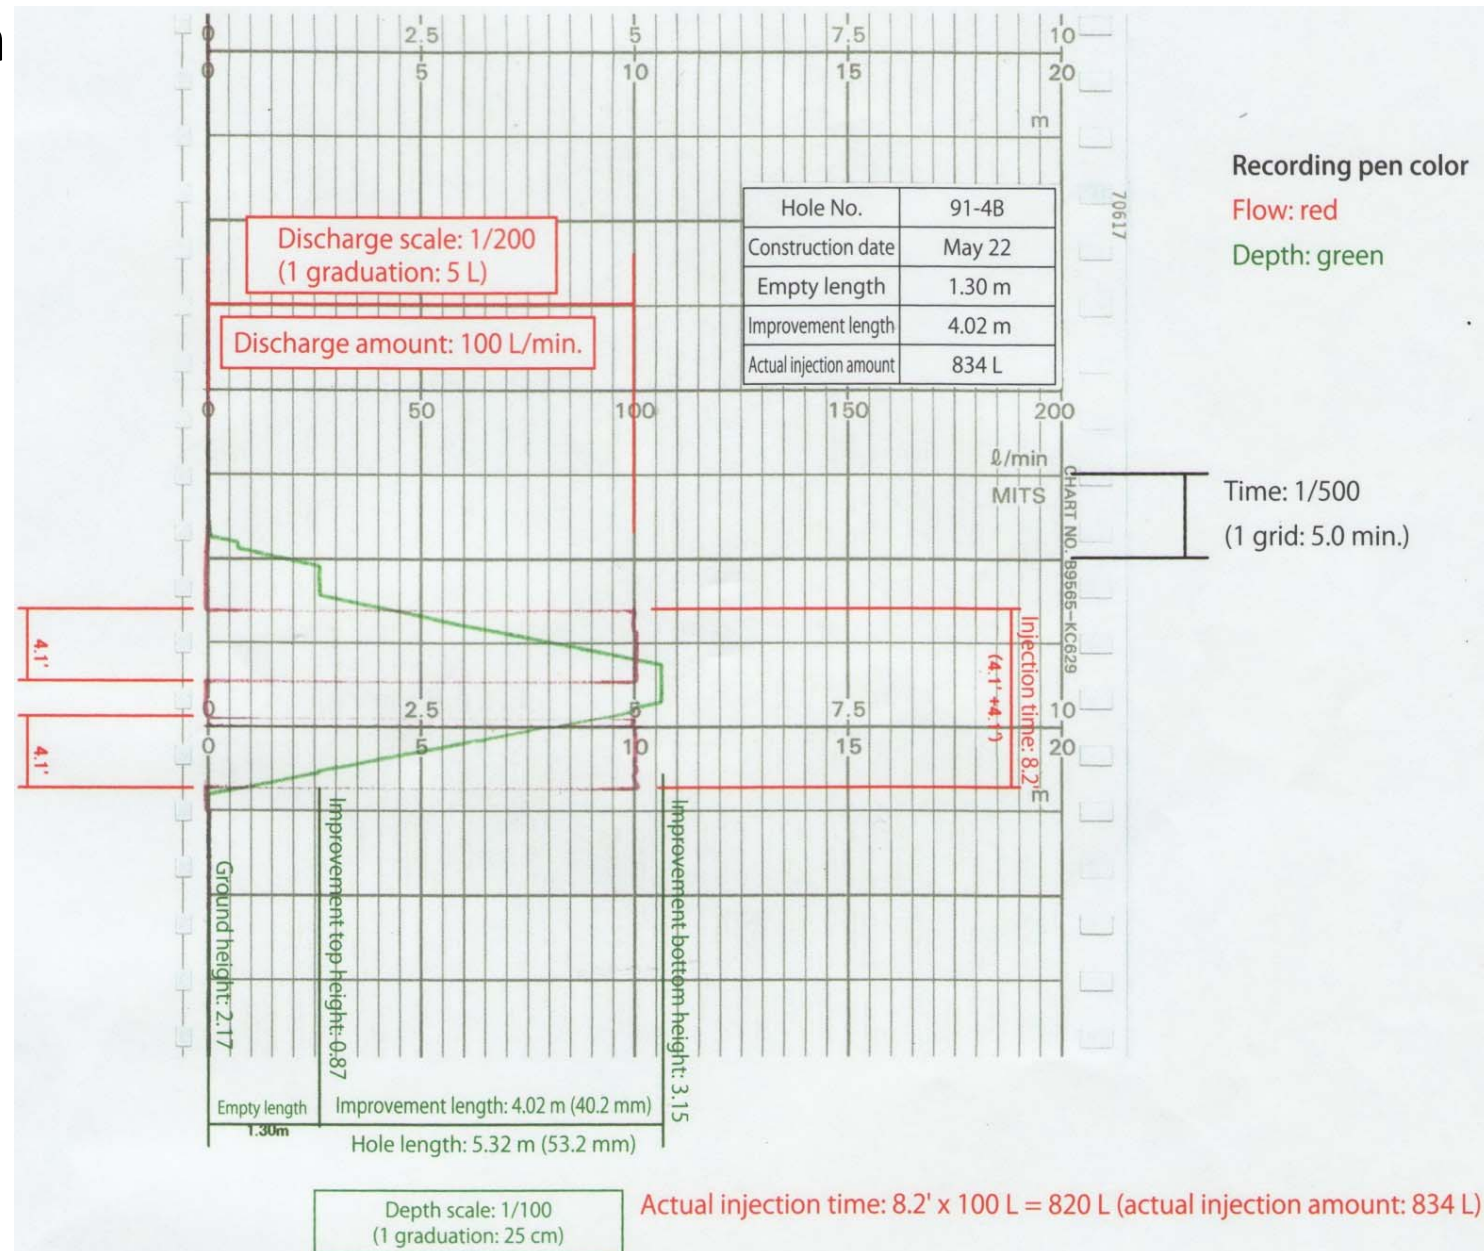 0 2.5 5 7.5 10
0 5 10 15 20
m
Recording pen color
Flow: red
Depth: green
70617
Hole No. 91-4B
Construction date May 22
Empty length 1.30 m
Improvement length 4.02 m
Actual injection amount 834 L
Discharge scale: 1/200
(1 graduation: 5 L)
Discharge amount: 100 L/min.
0 50 100 150 200
ℓ/min
MITS
CHART NO. B9565-KC629
Time: 1/500
(1 grid: 5.0 min.)
4.1'
4.1'
Injection time: 8.2'
(4.1'+4.1')
0 2.5 5 7.5 10
0 5 10 15 20
m
Ground height: 2.17
Improvement top height: 0.87
Improvement bottom height: 3.15
Empty length
1.30m
Improvement length: 4.02 m (40.2 mm)
Hole length: 5.32 m (53.2 mm)
Depth scale: 1/100
(1 graduation: 25 cm)
Actual injection time: 8.2' x 100 L = 820 L (actual injection amount: 834 L)